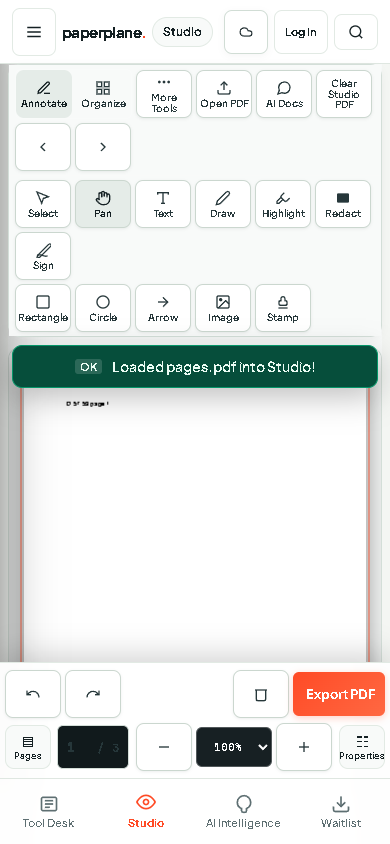 paperplane. Studio Log In
Annotate Organize More Tools Open PDF AI Docs Clear Studio PDF
Select Pan Text Draw Highlight Redact
Sign
Rectangle Circle Arrow Image Stamp
OK Loaded pages.pdf into Studio!
Export PDF
Pages 1 / 3 100% Properties
Tool Desk Studio AI Intelligence Waitlist